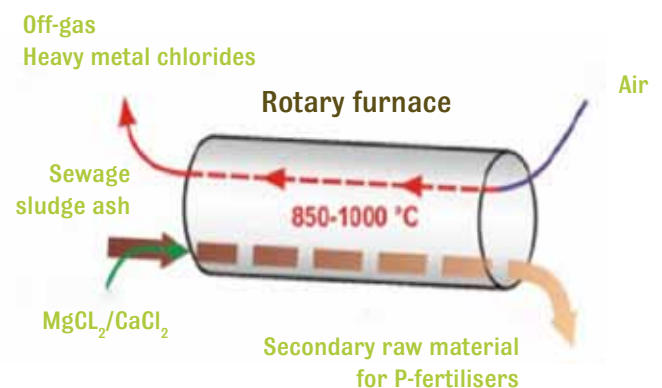 Off-gas
Heavy metal chlorides
Air
Rotary furnace
Sewage
sludge ash
850-1000 °C
MgCL₂/CaCl₂
Secondary raw material
for P-fertilisers